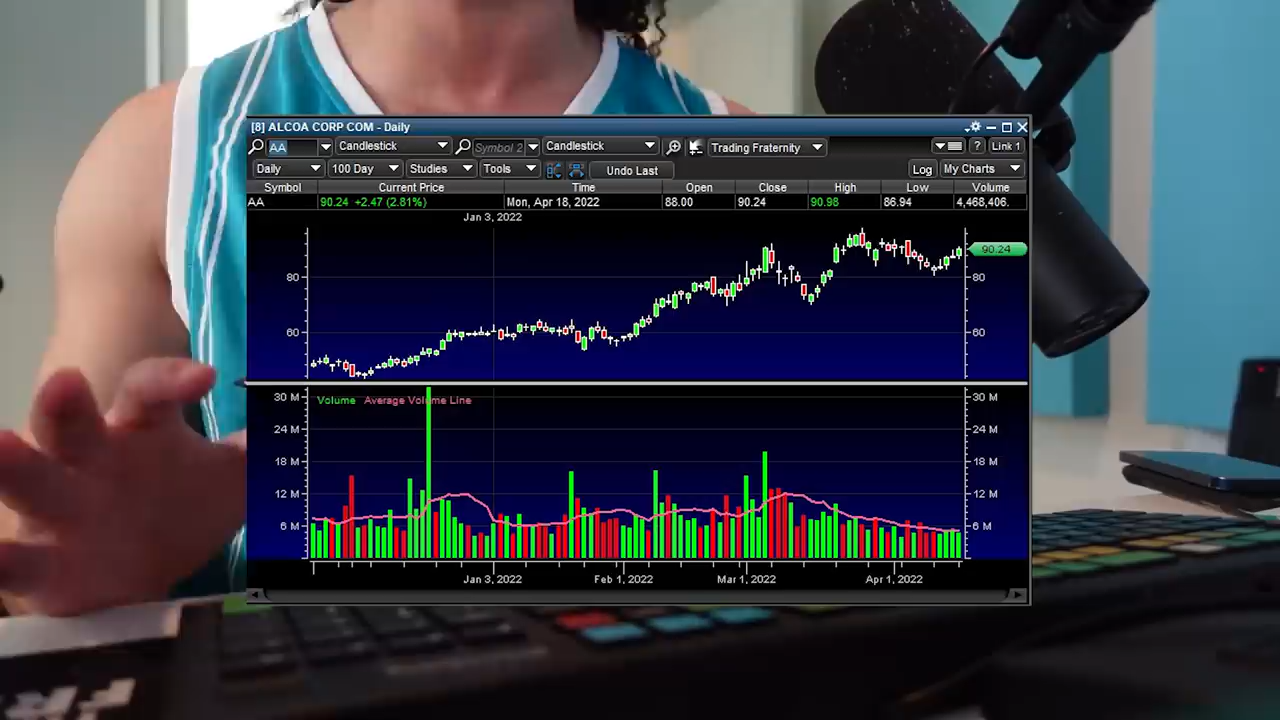 [8] ALCOA CORP COM - Daily
AA Candlestick Symbol 2 Candlestick Trading Fraternity ? Link 1
Daily 100 Day Studies Tools Undo Last Log My Charts
Symbol Current Price Time Open Close High Low Volume
AA 90.24 +2.47 (2.81%) Mon, Apr 18, 2022 88.00 90.24 90.98 86.94 4,468,406.
Jan 3, 2022
90.24
80 80
60 60
30 M Volume Average Volume Line 30 M
24 M 24 M
18 M 18 M
12 M 12 M
6 M 6 M
Jan 3, 2022 Feb 1, 2022 Mar 1, 2022 Apr 1, 2022